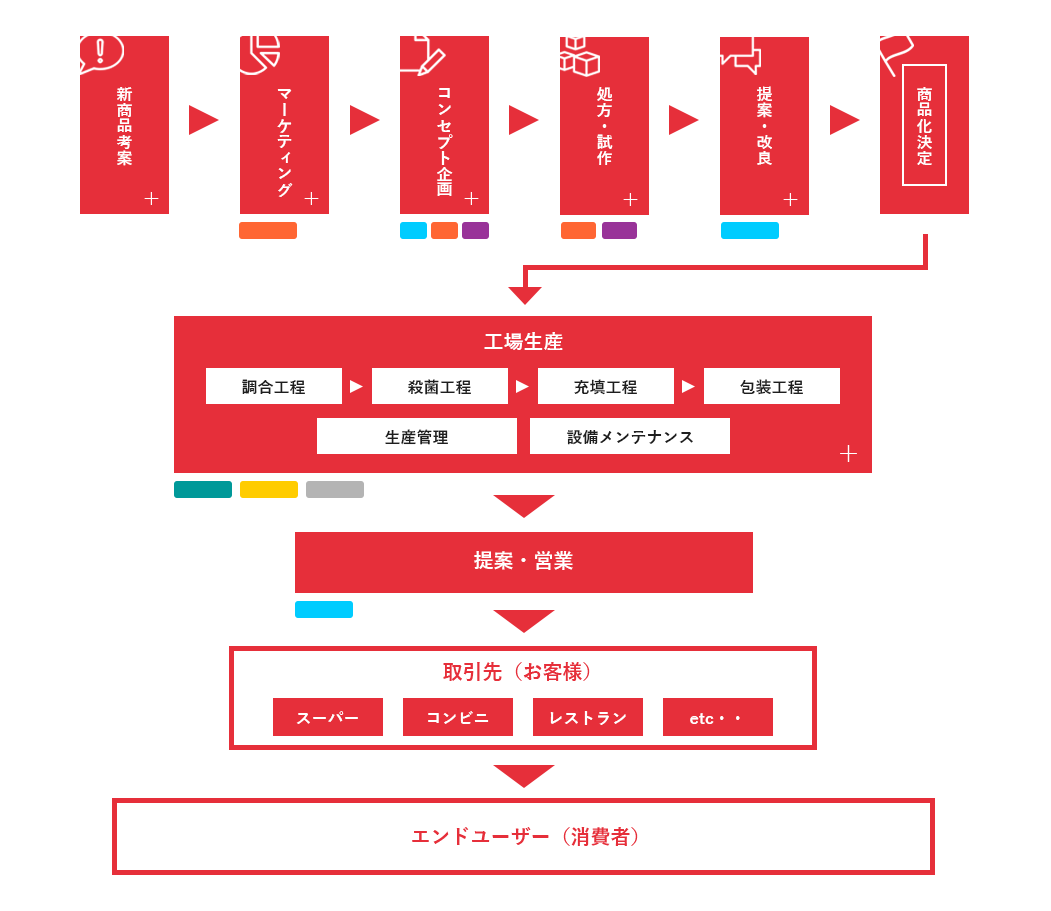 新商品考案
マーケティング
コンセプト企画
処方・試作
提案・改良
商品化決定
工場生産
調合工程
殺菌工程
充填工程
包装工程
生産管理
設備メンテナンス
提案・営業
取引先（お客様）
スーパー
コンビニ
レストラン
etc・・
エンドユーザー（消費者）